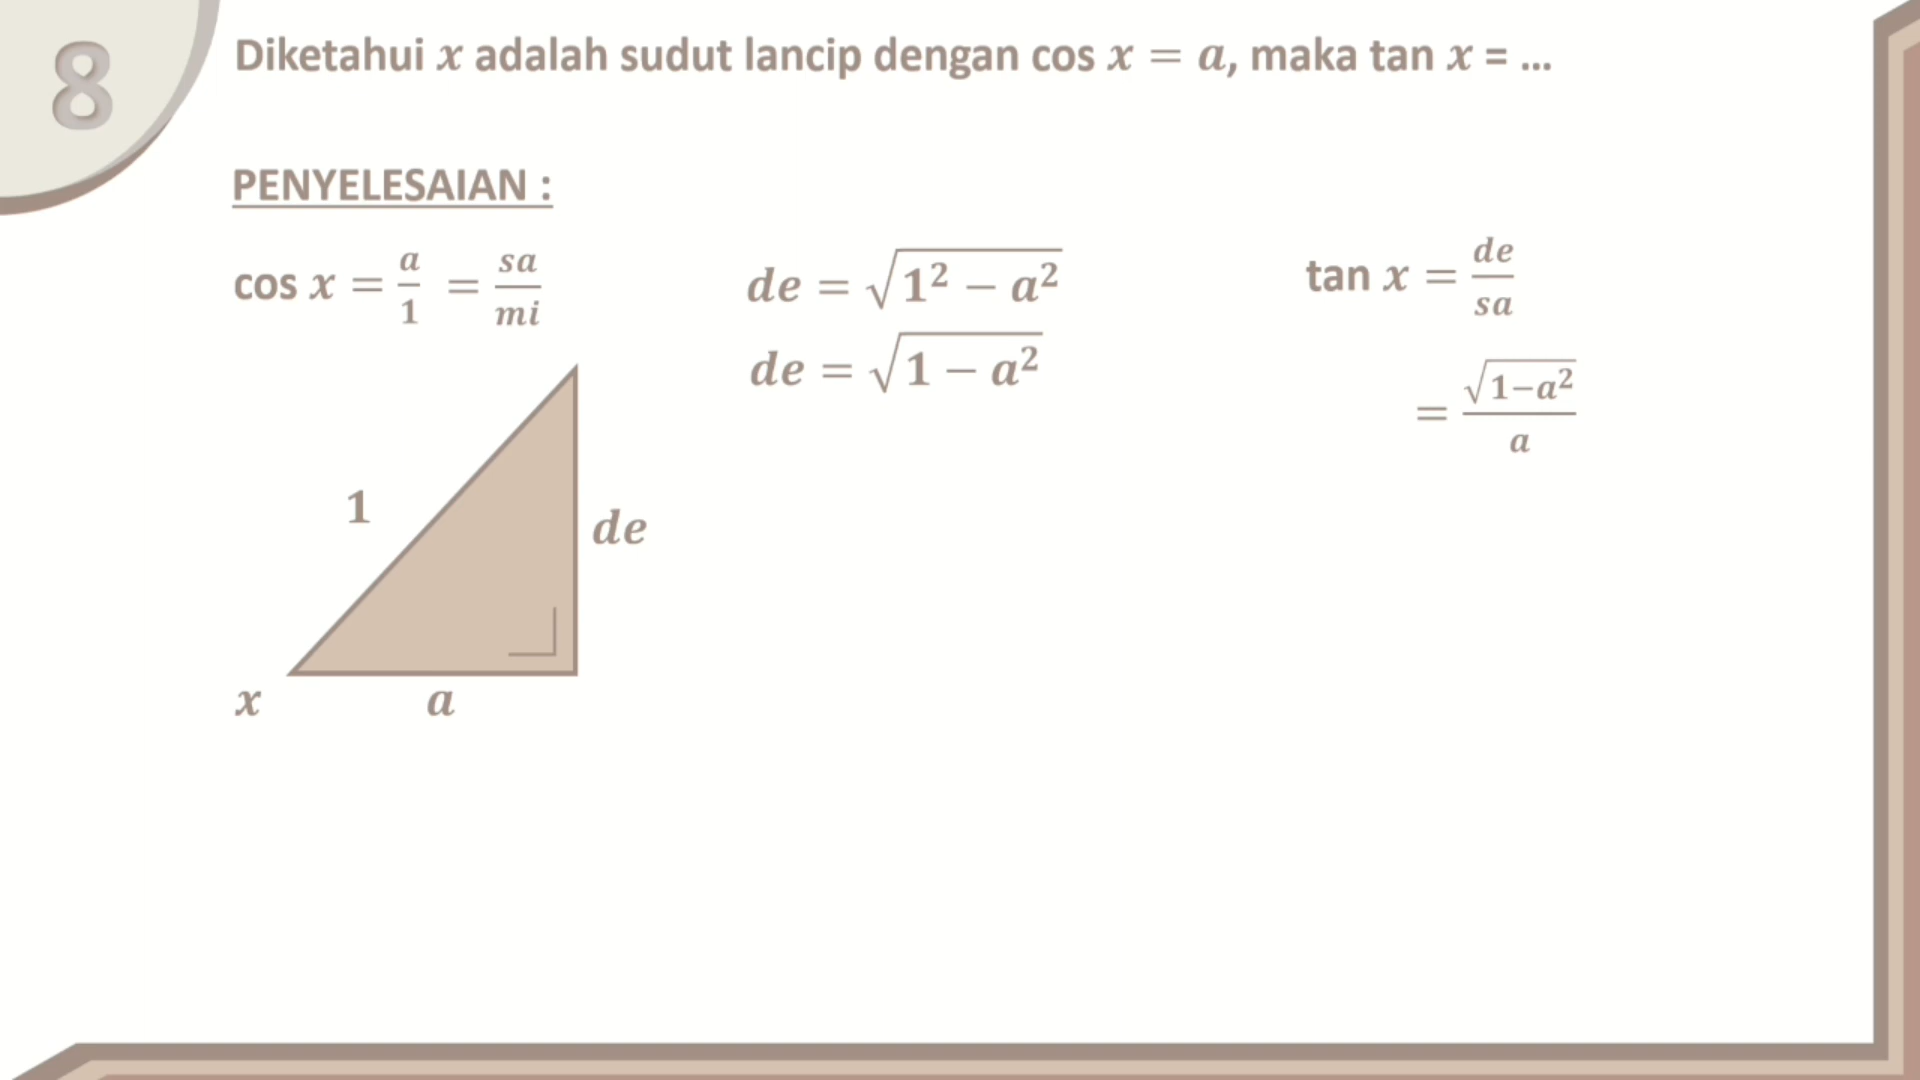 8
Diketahui x adalah sudut lancip dengan cos x = a, maka tan x = ...
PENYELESAIAN :
cos x = a/1 = sa/mi
de = √(1² − a²)
de = √(1 − a²)
tan x = de/sa
= √(1−a²)/a
1
de
x
a